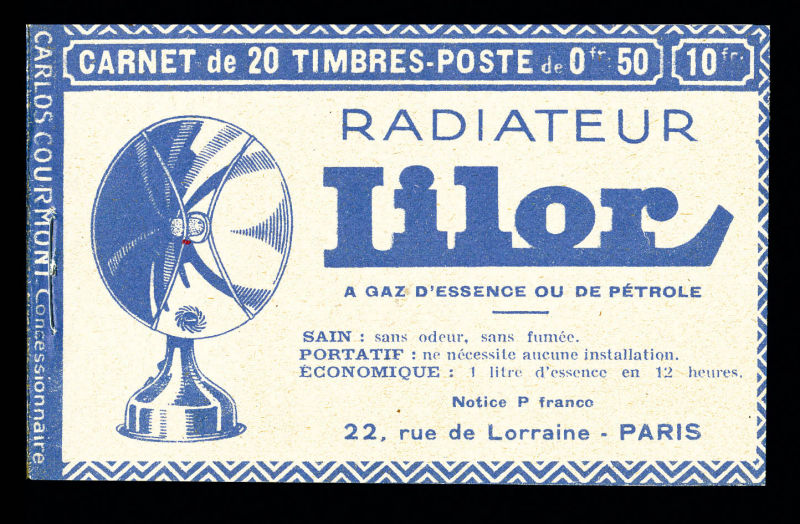 CARNET de 20 TIMBRES-POSTE de 0fr. 50
10fr.
CARLOS COURMONT Concessionnaire
RADIATEUR
Lilor
A GAZ D'ESSENCE OU DE PÉTROLE
SAIN : sans odeur, sans fumée.
PORTATIF : ne nécessite aucune installation.
ÉCONOMIQUE : 1 litre d'essence en 12 heures.
Notice P franco
22, rue de Lorraine - PARIS